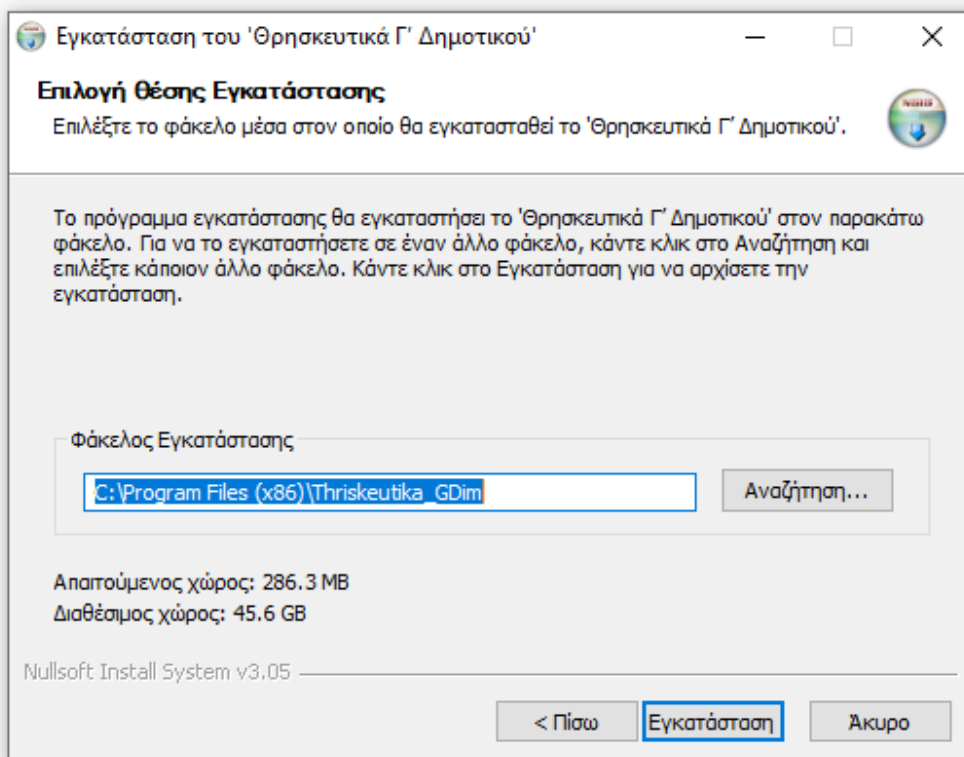 Εγκατάσταση του 'Θρησκευτικά Γ΄ Δημοτικού'
Επιλογή θέσης Εγκατάστασης
Επιλέξτε το φάκελο μέσα στον οποίο θα εγκατασταθεί το 'Θρησκευτικά Γ΄ Δημοτικού'.
Το πρόγραμμα εγκατάστασης θα εγκαταστήσει το 'Θρησκευτικά Γ΄ Δημοτικού' στον παρακάτω
φάκελο. Για να το εγκαταστήσετε σε έναν άλλο φάκελο, κάντε κλικ στο Αναζήτηση και
επιλέξτε κάποιον άλλο φάκελο. Κάντε κλικ στο Εγκατάσταση για να αρχίσετε την
εγκατάσταση.
Φάκελος Εγκατάστασης
C:\Program Files (x86)\Thriskeutika_GDim
Αναζήτηση...
Απαιτούμενος χώρος: 286.3 MB
Διαθέσιμος χώρος: 45.6 GB
Nullsoft Install System v3.05
< Πίσω
Εγκατάσταση
Άκυρο